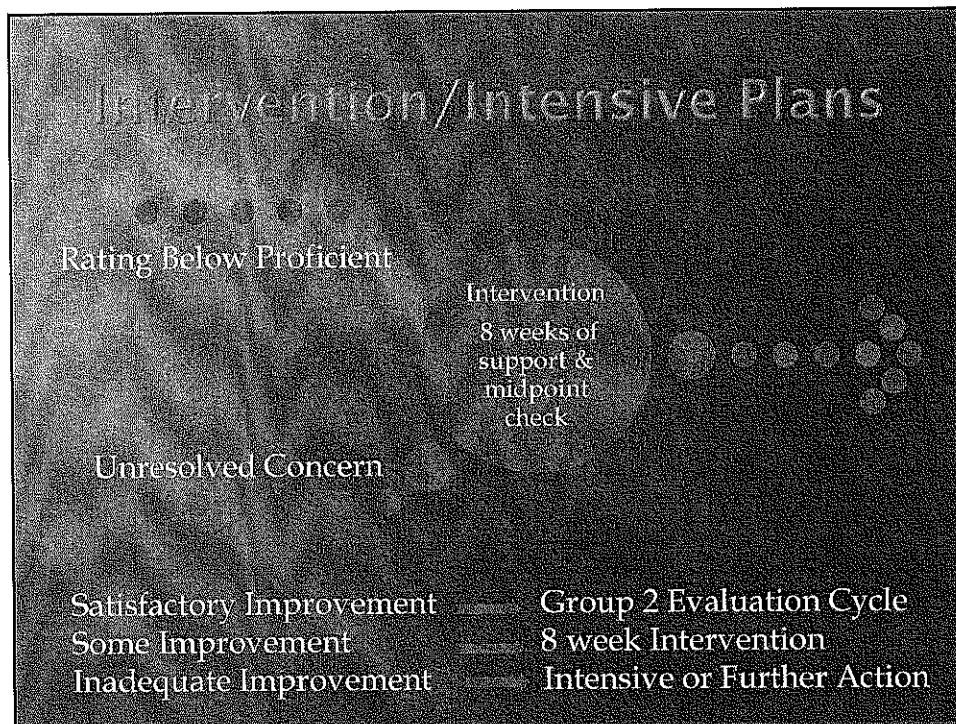 Intervention/Intensive Plans
Rating Below Proficient
Intervention
8 weeks of
support &
midpoint
check
Unresolved Concern
Satisfactory Improvement Group 2 Evaluation Cycle
Some Improvement 8 week Intervention
Inadequate Improvement Intensive or Further Action